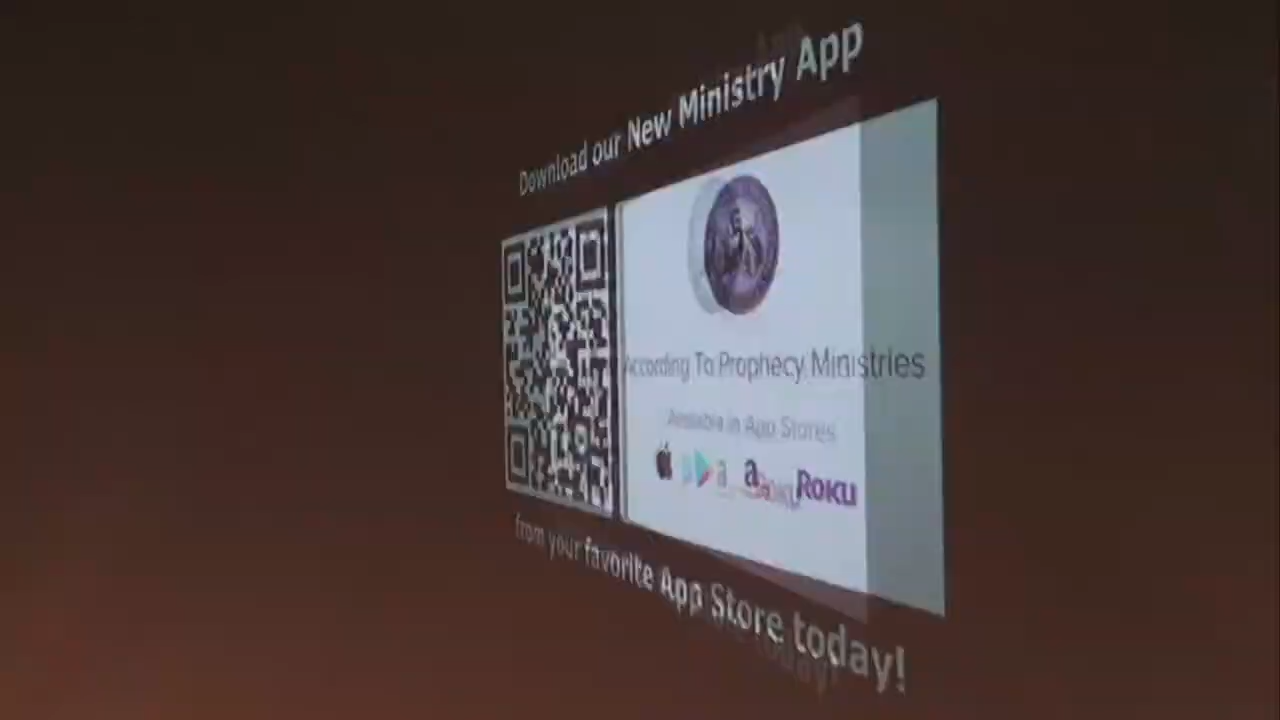 Download our New Ministry App
According To Prophecy Ministries
Available in App Stores
a ROKU
from your favorite App Store today!